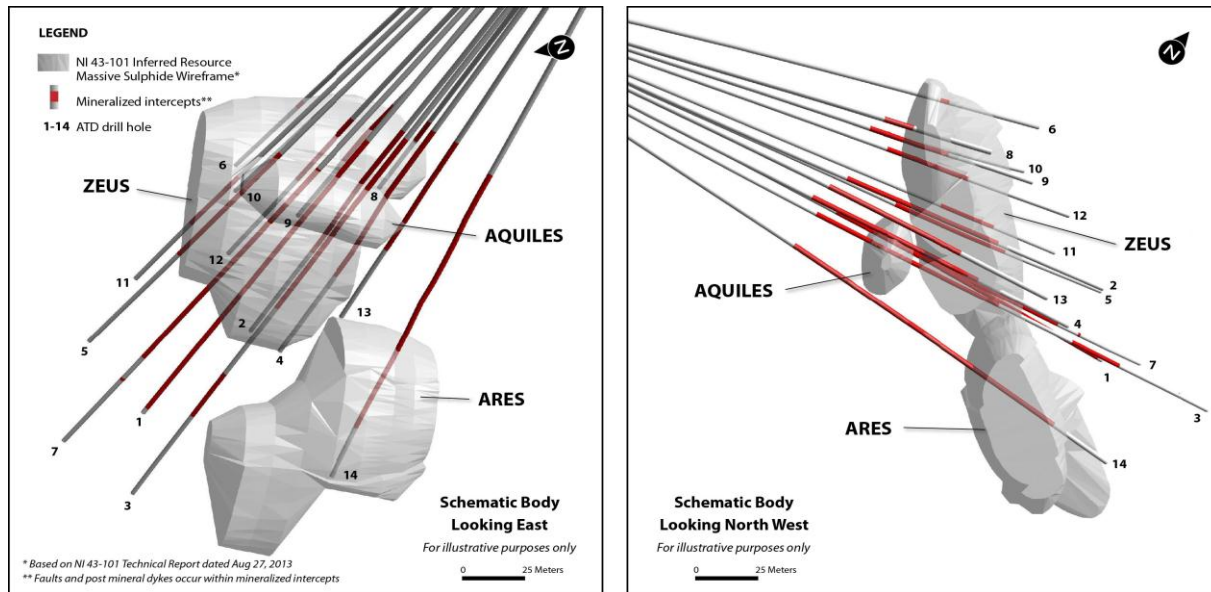 LEGEND
NI 43-101 Inferred Resource
Massive Sulphide Wireframe*
Mineralized intercepts**
1-14 ATD drill hole
N
ZEUS
6
10
8
9
AQUILES
12
11
2
13
5
4
1
ARES
7
14
3
Schematic Body
Looking East
For illustrative purposes only
0 25 Meters
* Based on NI 43-101 Technical Report dated Aug 27, 2013
** Faults and post mineral dykes occur within mineralized intercepts
N
6
8
10
9
12
ZEUS
11
AQUILES
2
5
13
4
7
1
3
ARES
14
Schematic Body
Looking North West
For illustrative purposes only
0 25 Meters